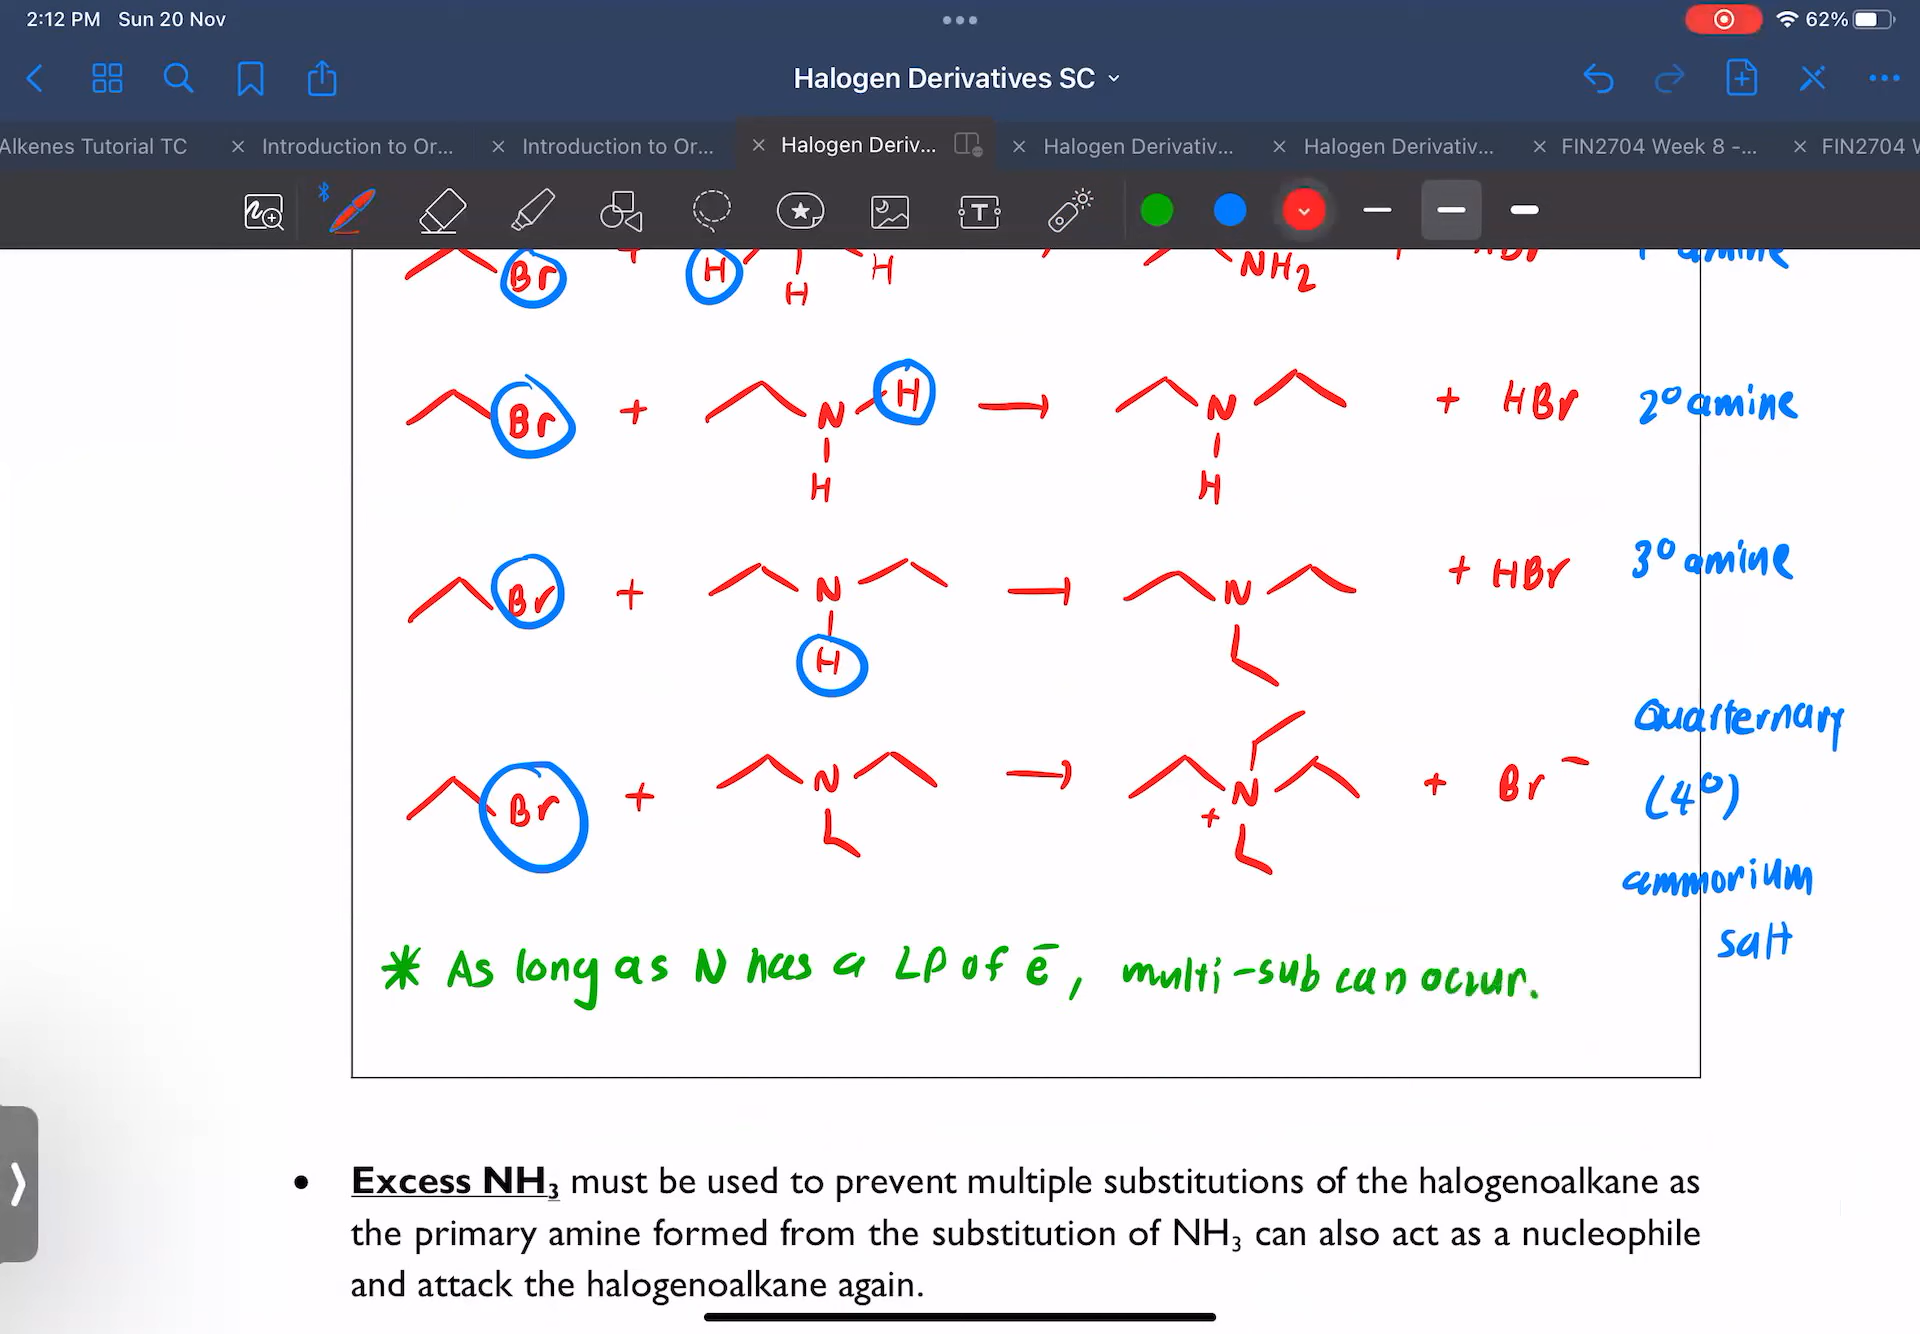 2:12 PM Sun 20 Nov
62%
Halogen Derivatives SC
Alkenes Tutorial TC
Introduction to Or...
Introduction to Or...
Halogen Deriv...
Halogen Derivativ...
Halogen Derivativ...
FIN2704 Week 8 -...
FIN2704 W
T
Br + H H H NH2 + HBr 1° amine
Br + N H H → N H + HBr 2° amine
Br + N H → N + HBr 3° amine
Br + N → N + + Br⁻ Quarternary
(4°)
ammonium
salt
* As long as N has a LP of e̅, multi-sub can occur.
• Excess NH₃ must be used to prevent multiple substitutions of the halogenoalkane as
the primary amine formed from the substitution of NH₃ can also act as a nucleophile
and attack the halogenoalkane again.